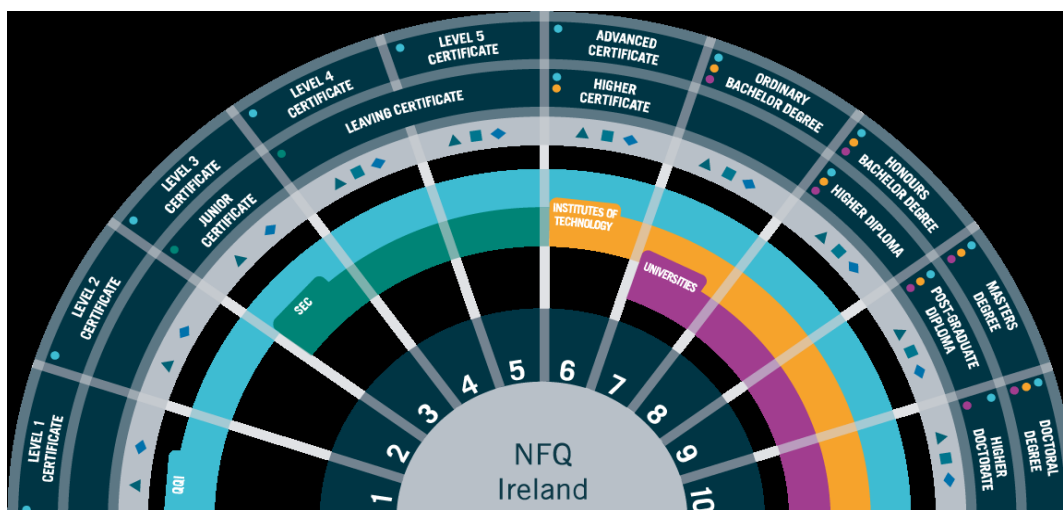 LEVEL 1
CERTIFICATE
LEVEL 2
CERTIFICATE
LEVEL 3
CERTIFICATE
LEVEL 4
CERTIFICATE
LEVEL 5
CERTIFICATE
ADVANCED
CERTIFICATE
ORDINARY
BACHELOR DEGREE
HONOURS
BACHELOR DEGREE
MASTERS
DEGREE
DOCTORAL
DEGREE
JUNIOR
CERTIFICATE
LEAVING CERTIFICATE
HIGHER
CERTIFICATE
HIGHER DIPLOMA
POST-GRADUATE
DIPLOMA
HIGHER
DOCTORATE
QQI
SEC
INSTITUTES OF
TECHNOLOGY
UNIVERSITIES
1
2
3
4
5
6
7
8
9
10
NFQ
Ireland